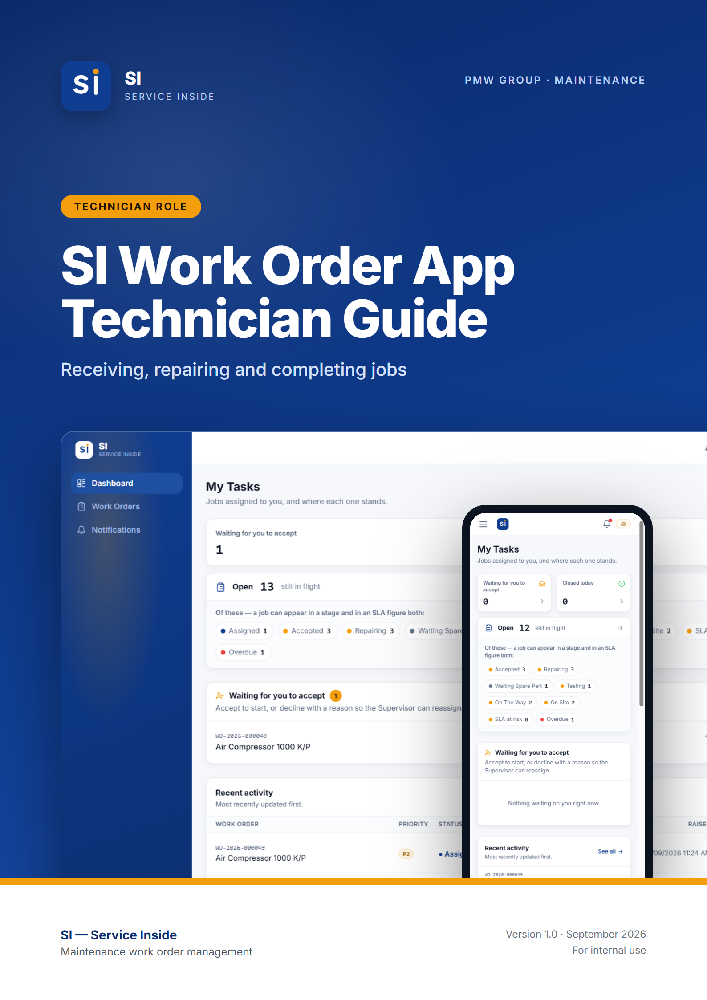 si
SI
SERVICE INSIDE
PMW GROUP · MAINTENANCE
TECHNICIAN ROLE
SI Work Order App
Technician Guide
Receiving, repairing and completing jobs
si
SI
SERVICE INSIDE
Dashboard
Work Orders
Notifications
My Tasks
Jobs assigned to you, and where each one stands.
Waiting for you to accept
1
Open 13 still in flight
Of these — a job can appear in a stage and in an SLA figure both:
Assigned 1
Accepted 3
Repairing 3
Waiting Spare
Site 2
SLA
Overdue 1
Waiting for you to accept 1
Accept to start, or decline with a reason so the Supervisor can reassign.
WO-2026-000049
Air Compressor 1000 K/P
Recent activity
Most recently updated first.
WORK ORDER
PRIORITY
STATUS
RAISE
WO-2026-000049
Air Compressor 1000 K/P
P2
Assig
/09/2026 11:24 AM
si
My Tasks
Jobs assigned to you, and where each one stands.
Waiting for you to
accept
0
Closed today
0
Open 12 still in flight
Of these — a job can appear in a stage and in an SLA
figure both:
Accepted 3
Repairing 3
Waiting Spare Part 1
Testing 1
On The Way 2
On Site 2
SLA at risk 0
Overdue 1
Waiting for you to accept
Accept to start, or decline with a reason so the
Supervisor can reassign.
Nothing waiting on you right now.
Recent activity
See all
Most recently updated first.
WO-2026-000049
SI — Service Inside
Maintenance work order management
Version 1.0 · September 2026
For internal use